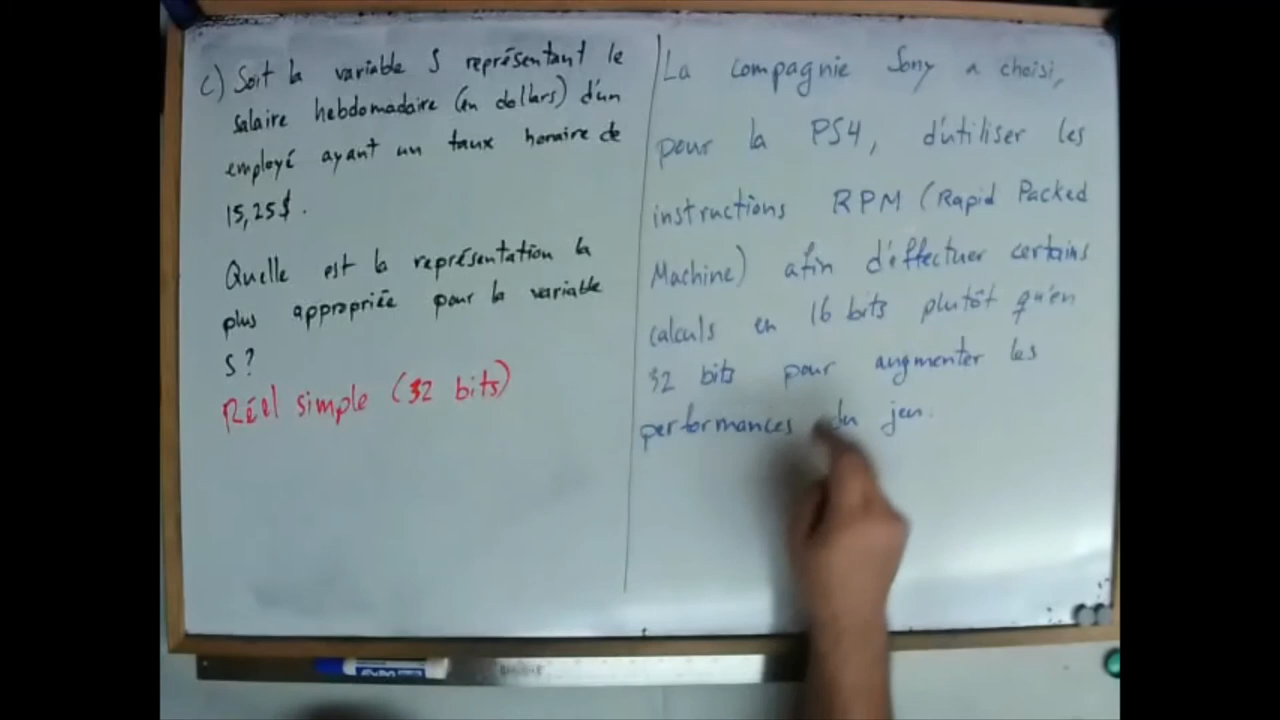 c) Soit la variable S représentant le
salaire hebdomadaire (en dollars) d'un
employé ayant un taux horaire de
15,25$.
Quelle est la représentation la
plus appropriée pour la variable
S?
Réel simple (32 bits)
La compagnie Sony a choisi,
pour la PS4, d'utiliser les
instructions RPM (Rapid Packed
Machine) afin d'effectuer certains
calculs en 16 bits plutôt qu'en
32 bits pour augmenter les
performances du jeu.
EXPO